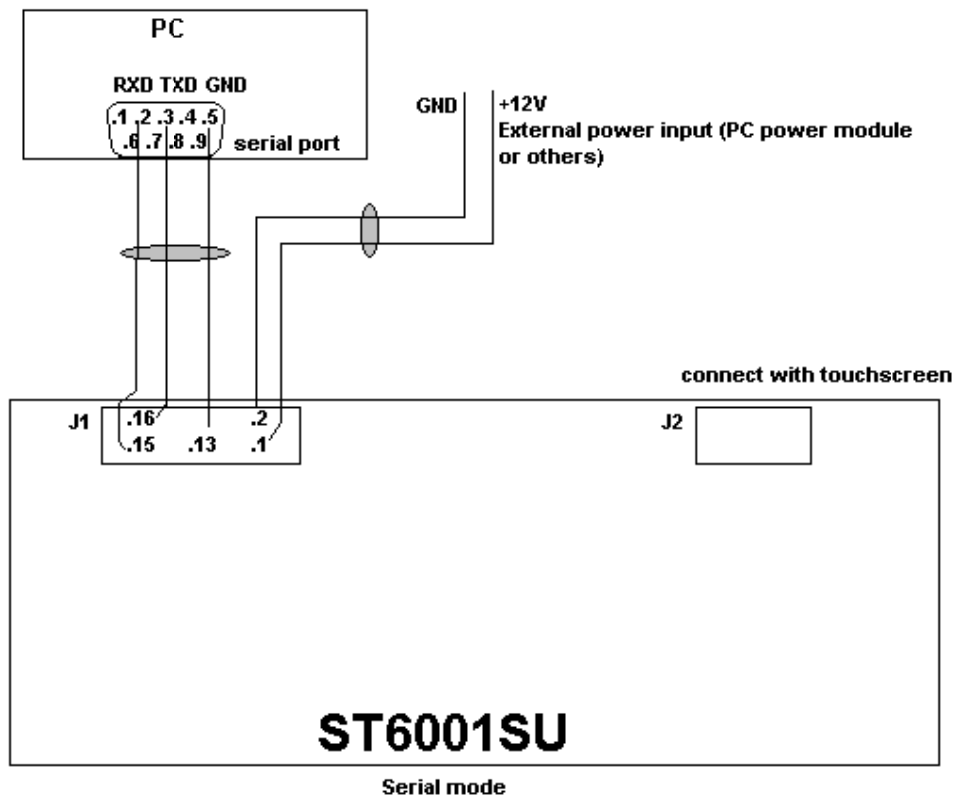 PC
RXD TXD GND
.1 .2 .3 .4 .5
.6 .7 .8 .9
serial port
GND
+12V
External power input (PC power module
or others)
connect with touchscreen
J1
.16
.2
.15
.13
.1
J2
ST6001SU
Serial mode